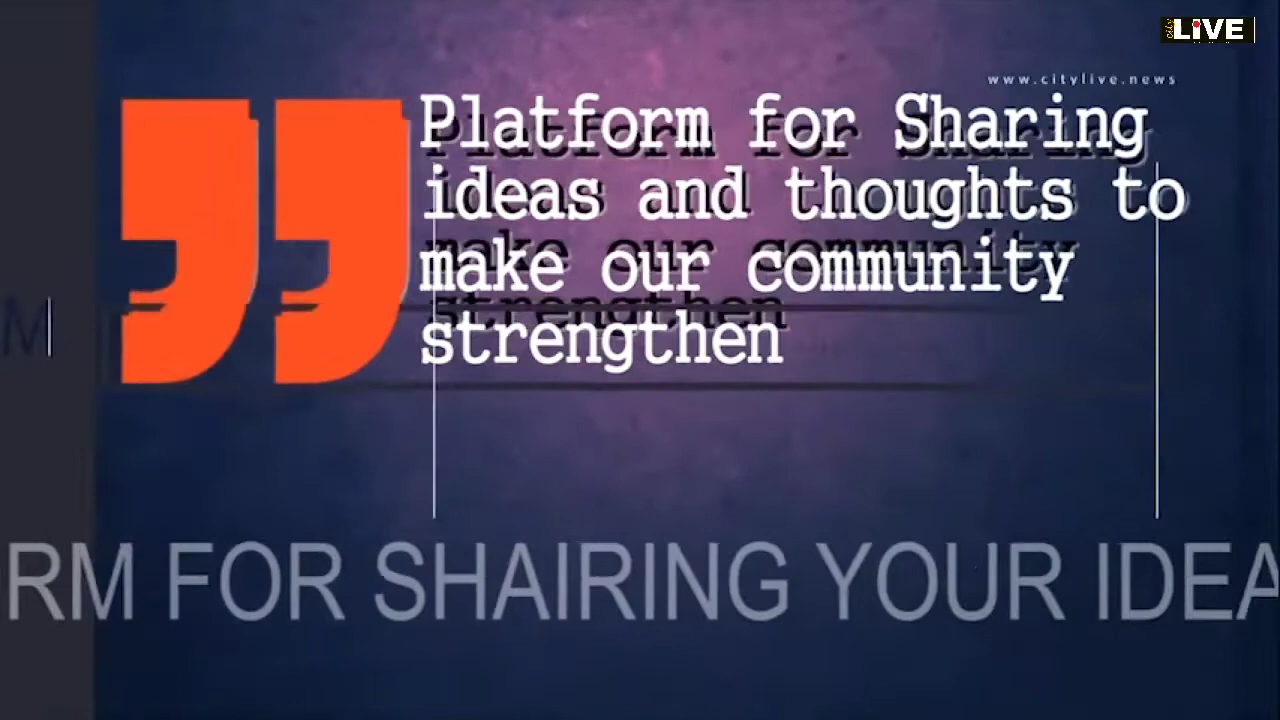 LiVE
www.citylive.news
Platform for Sharing
ideas and thoughts to
make our community
strengthen
M
RM FOR SHAIRING YOUR IDEA